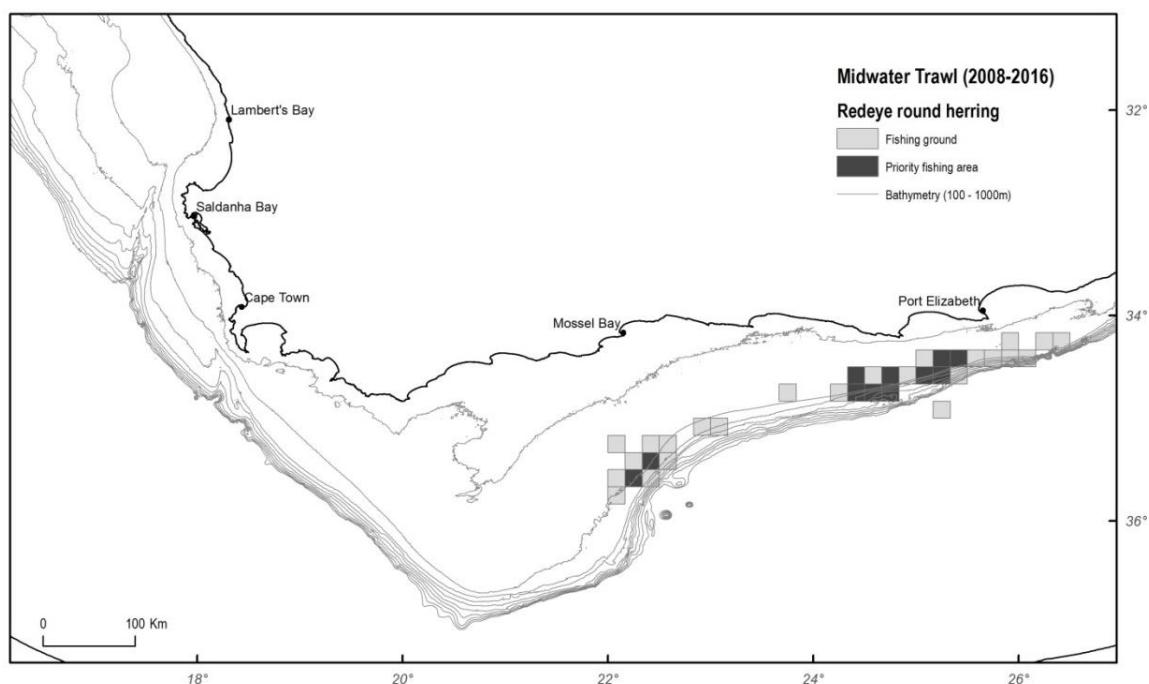 Midwater Trawl (2008-2016)
Redeye round herring
Fishing ground
Priority fishing area
Bathymetry (100 - 1000m)
Lambert's Bay
32°
Saldanha Bay
Cape Town
Mossel Bay
Port Elizabeth
34°
36°
0 100 Km
18° 20° 22° 24° 26°